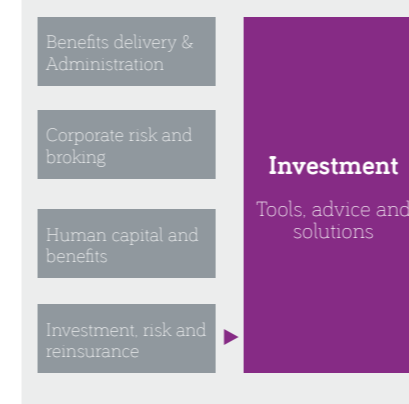 Benefits delivery &
Administration
Corporate risk and
broking
Human capital and
benefits
Investment, risk and
reinsurance
Investment
Tools, advice and
solutions